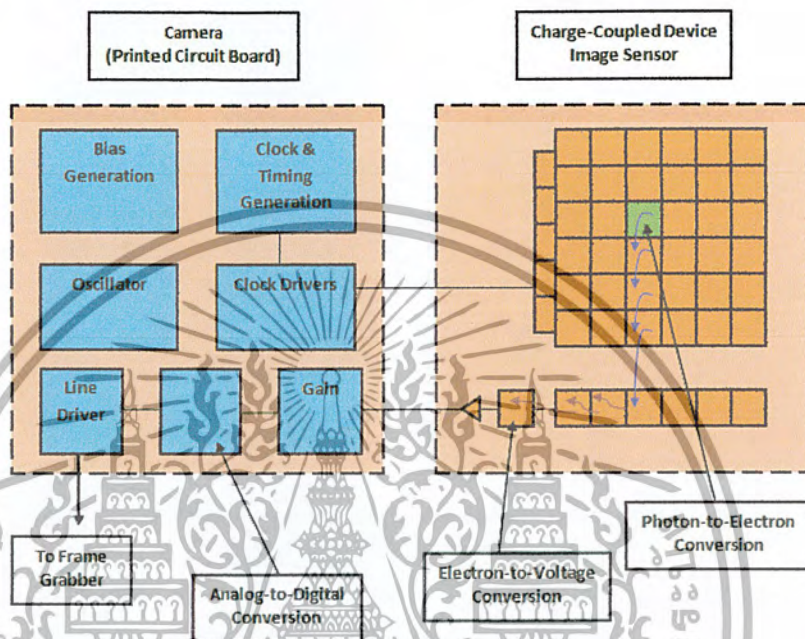 Camera
(Printed Circuit Board)
Charge-Coupled Device
Image Sensor
Bias
Generation
Clock &
Timing
Generation
Oscillator
Clock Drivers
Line
Driver
Gain
To Frame
Grabber
Analog-to-Digital
Conversion
Electron-to-Voltage
Conversion
Photon-to-Electron
Conversion